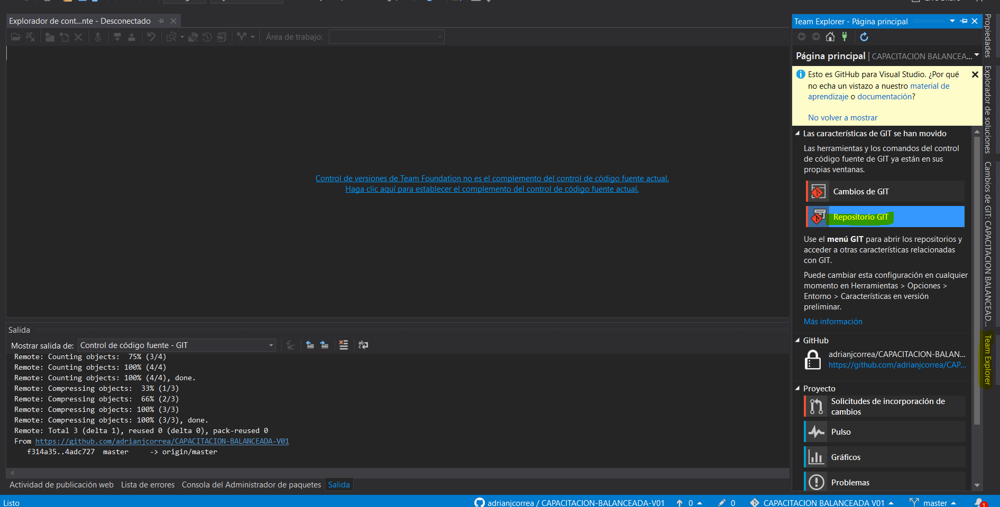 Explorador de cont...nte - Desconectado
Área de trabajo:
Control de versiones de Team Foundation no es el complemento del control de código fuente actual.
Haga clic aquí para establecer el complemento del control de código fuente actual.
Salida
Mostrar salida de: Control de código fuente - GIT
Remote: Counting objects:  75% (3/4)
Remote: Counting objects: 100% (4/4)
Remote: Counting objects: 100% (4/4), done.
Remote: Compressing objects:  33% (1/3)
Remote: Compressing objects:  66% (2/3)
Remote: Compressing objects: 100% (3/3)
Remote: Compressing objects: 100% (3/3), done.
Remote: Total 3 (delta 1), reused 0 (delta 0), pack-reused 0
From https://github.com/adrianjcorrea/CAPACITACION-BALANCEADA-V01
f314a35..4adc727  master     -> origin/master
Actividad de publicación web Lista de errores Consola del Administrador de paquetes Salida
Team Explorer - Página principal
Página principal | CAPACITACION BALANCEA...
Esto es GitHub para Visual Studio. ¿Por qué
no echa un vistazo a nuestro material de
aprendizaje o documentación?
No volver a mostrar
Las características de GIT se han movido
Las herramientas y los comandos del control
de código fuente de GIT ya están en sus
propias ventanas.
Cambios de GIT
Repositorio GIT
Use el menú GIT para abrir los repositorios y
acceder a otras características relacionadas
con GIT.
Puede cambiar esta configuración en cualquier
momento en Herramientas > Opciones >
Entorno > Características en versión
preliminar.
Más información
GitHub
adrianjcorrea/CAPACITACION-BALAN...
https://github.com/adrianjcorrea/CAP...
Proyecto
Solicitudes de incorporación de
cambios
Pulso
Gráficos
Problemas
Propiedades
Explorador de soluciones
Cambios de GIT: CAPACITACION BALANCEAD...
Team Explorer
Listo
adrianjcorrea / CAPACITACION-BALANCEADA-V01 0 0 CAPACITACION BALANCEADA V01 master 1